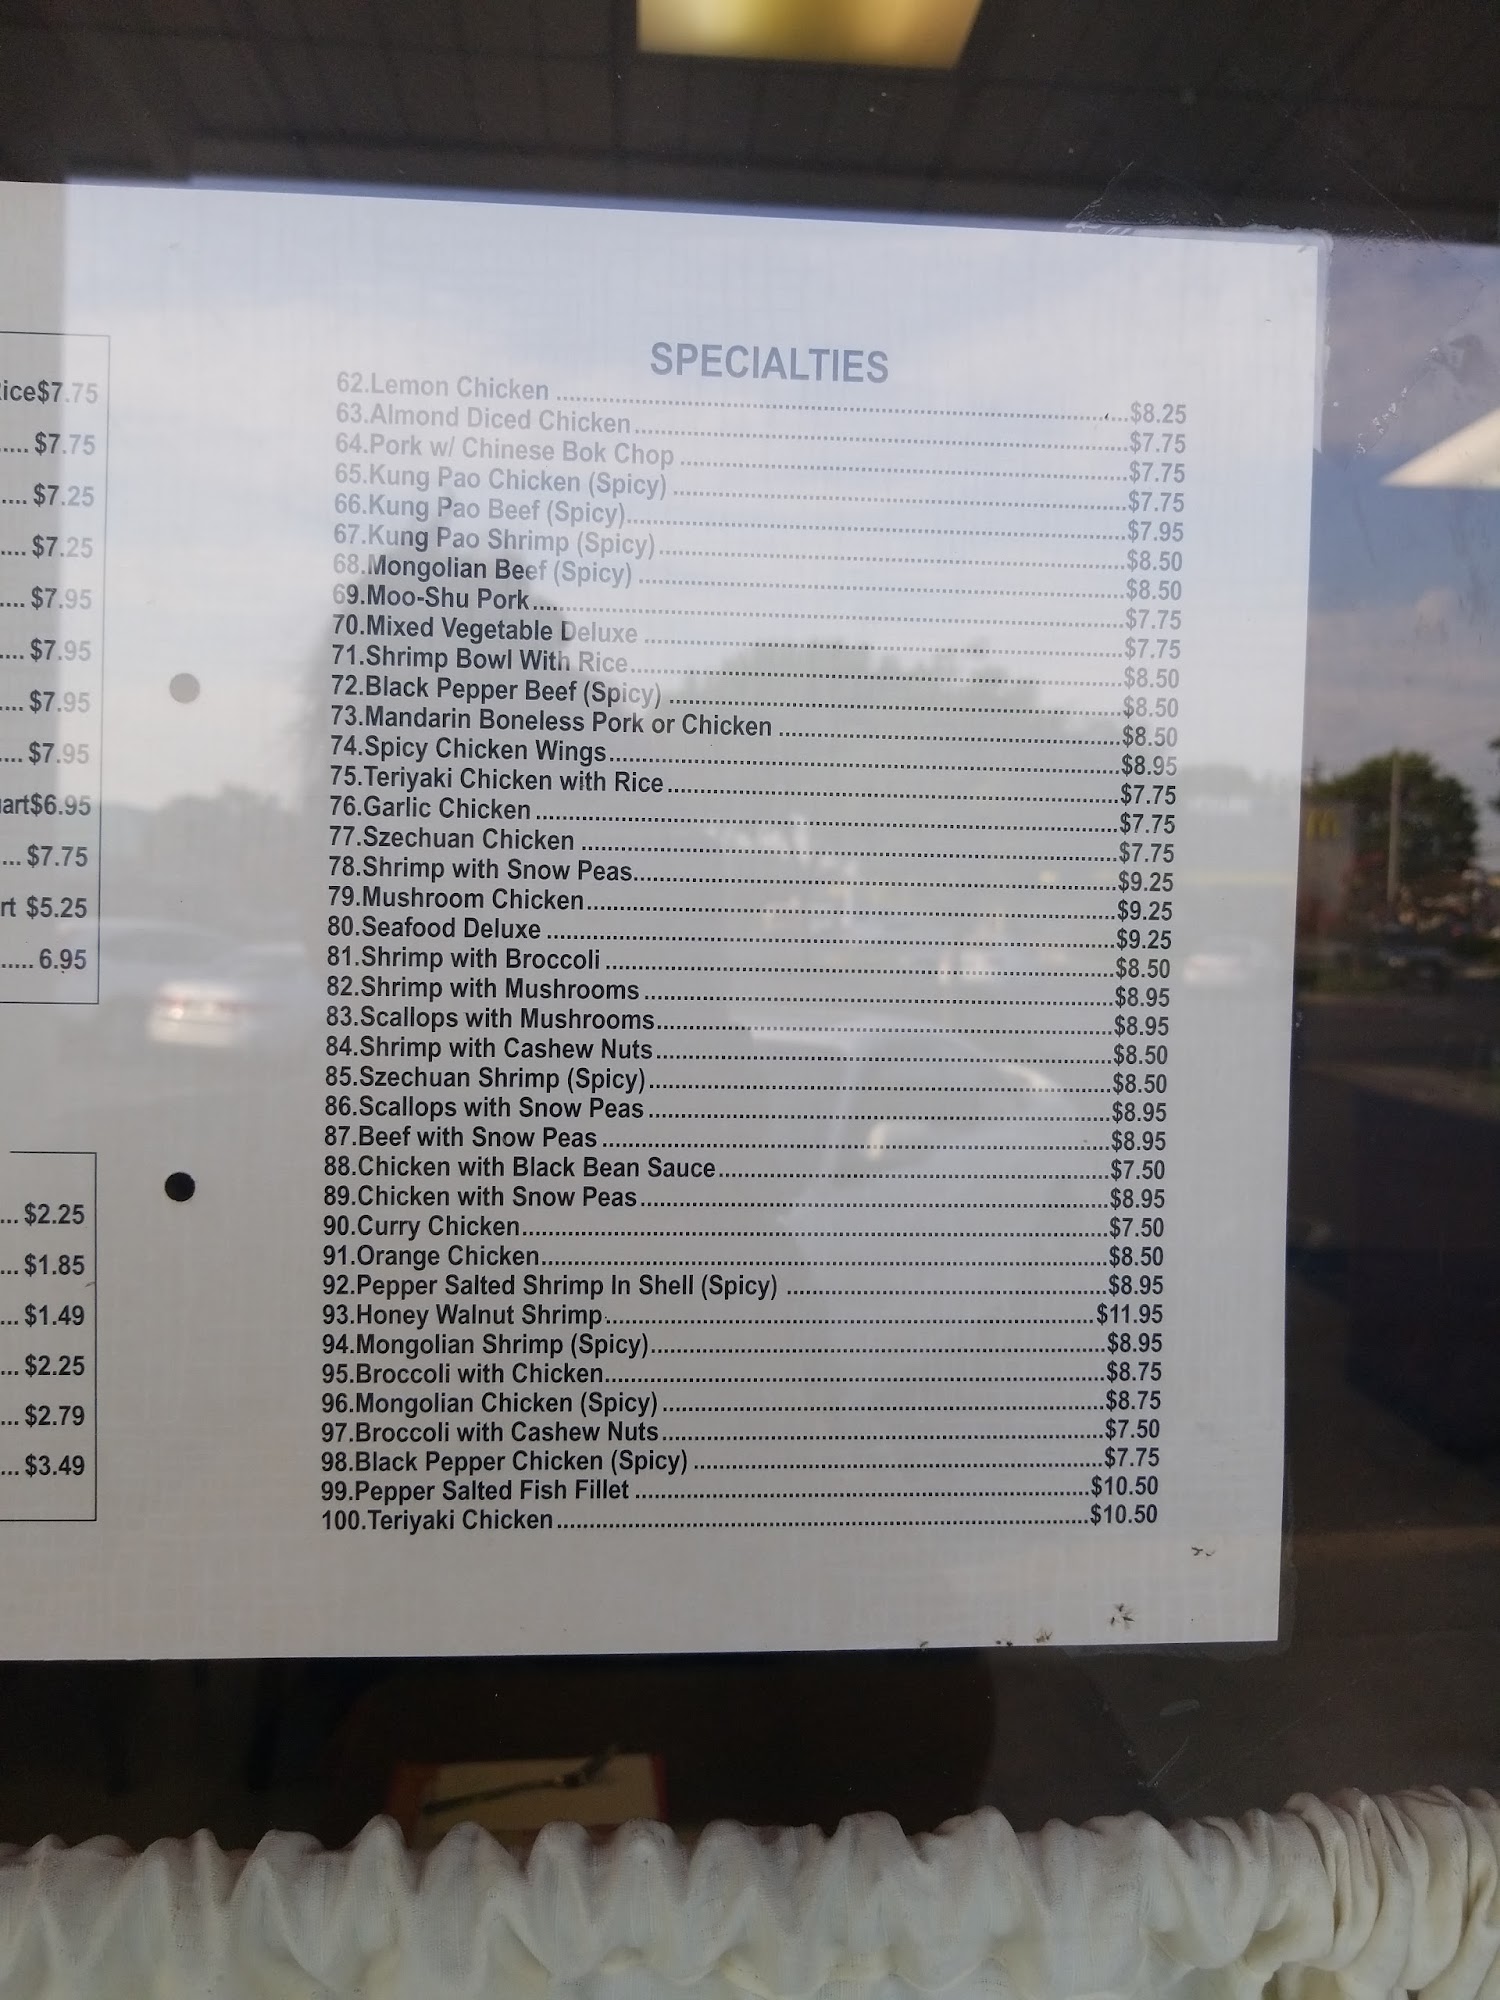 ice$7.75
..... $7.75
.... $7.25
.... $7.25
.... $7.95
.... $7.95
.... $7.95
.... $7.95
art$6.95
... $7.75
rt $5.25
..... 6.95
... $2.25
... $1.85
... $1.49
... $2.25
... $2.79
... $3.49
SPECIALTIES
62.Lemon Chicken ..... $8.25
63.Almond Diced Chicken ..... $7.75
64.Pork w/ Chinese Bok Chop ..... $7.75
65.Kung Pao Chicken (Spicy) ..... $7.75
66.Kung Pao Beef (Spicy) ..... $7.95
67.Kung Pao Shrimp (Spicy) ..... $8.50
68.Mongolian Beef (Spicy) ..... $8.50
69.Moo-Shu Pork ..... $7.75
70.Mixed Vegetable Deluxe ..... $7.75
71.Shrimp Bowl With Rice ..... $8.50
72.Black Pepper Beef (Spicy) ..... $8.50
73.Mandarin Boneless Pork or Chicken ..... $8.50
74.Spicy Chicken Wings ..... $8.95
75.Teriyaki Chicken with Rice ..... $7.75
76.Garlic Chicken ..... $7.75
77.Szechuan Chicken ..... $7.75
78.Shrimp with Snow Peas ..... $9.25
79.Mushroom Chicken ..... $9.25
80.Seafood Deluxe ..... $9.25
81.Shrimp with Broccoli ..... $8.50
82.Shrimp with Mushrooms ..... $8.95
83.Scallops with Mushrooms ..... $8.95
84.Shrimp with Cashew Nuts ..... $8.50
85.Szechuan Shrimp (Spicy) ..... $8.50
86.Scallops with Snow Peas ..... $8.95
87.Beef with Snow Peas ..... $8.95
88.Chicken with Black Bean Sauce ..... $7.50
89.Chicken with Snow Peas ..... $8.95
90.Curry Chicken ..... $7.50
91.Orange Chicken ..... $8.50
92.Pepper Salted Shrimp In Shell (Spicy) ..... $8.95
93.Honey Walnut Shrimp ..... $11.95
94.Mongolian Shrimp (Spicy) ..... $8.95
95.Broccoli with Chicken ..... $8.75
96.Mongolian Chicken (Spicy) ..... $8.75
97.Broccoli with Cashew Nuts ..... $7.50
98.Black Pepper Chicken (Spicy) ..... $7.75
99.Pepper Salted Fish Fillet ..... $10.50
100.Teriyaki Chicken ..... $10.50